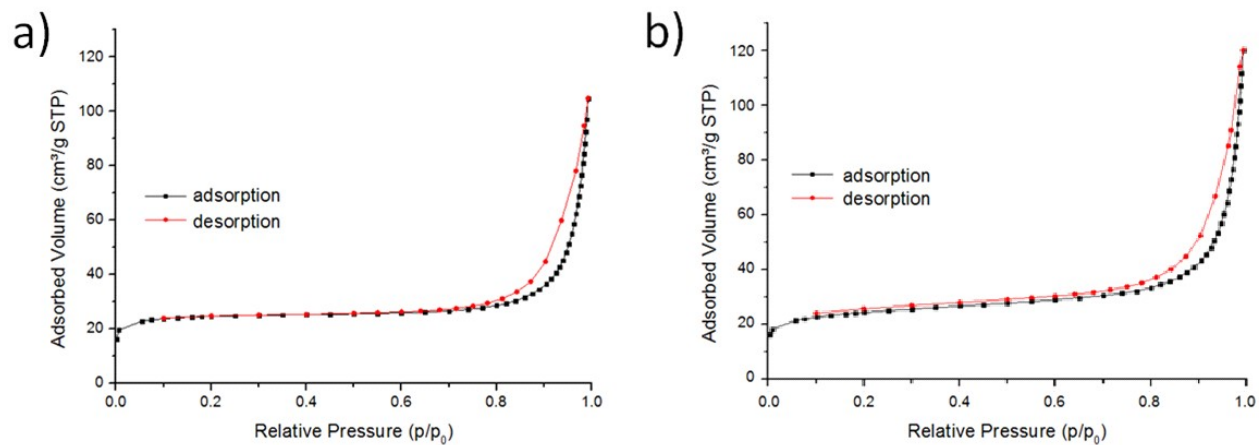 a)
Adsorbed Volume (cm³/g STP)
120
100
80
60
40
20
0
adsorption
desorption
0.0 0.2 0.4 0.6 0.8 1.0
Relative Pressure (p/p₀)
b)
Adsorbed Volume (cm³/g STP)
120
100
80
60
40
20
0
adsorption
desorption
0.0 0.2 0.4 0.6 0.8 1.0
Relative Pressure (p/p₀)